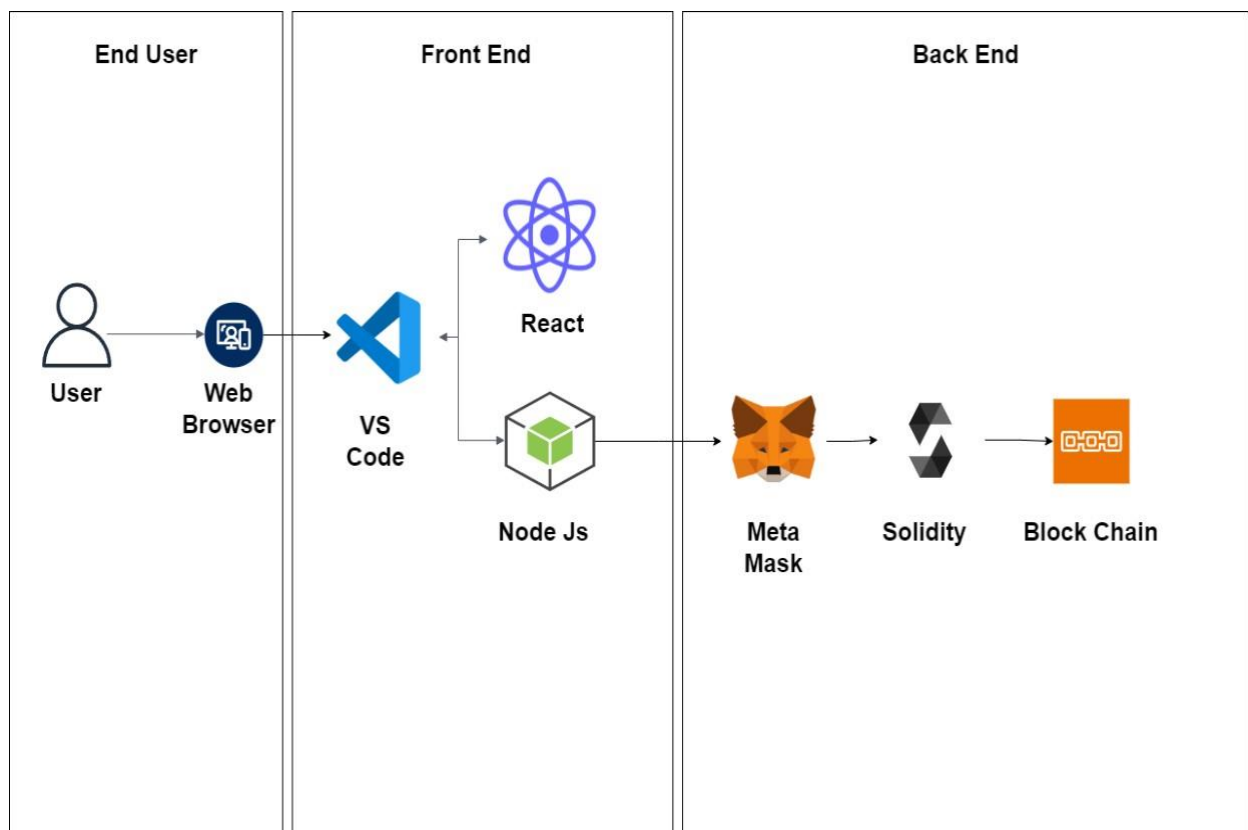 End User
Front End
Back End
React
User
Web
Browser
VS
Code
Node Js
Meta
Mask
Solidity
Block Chain